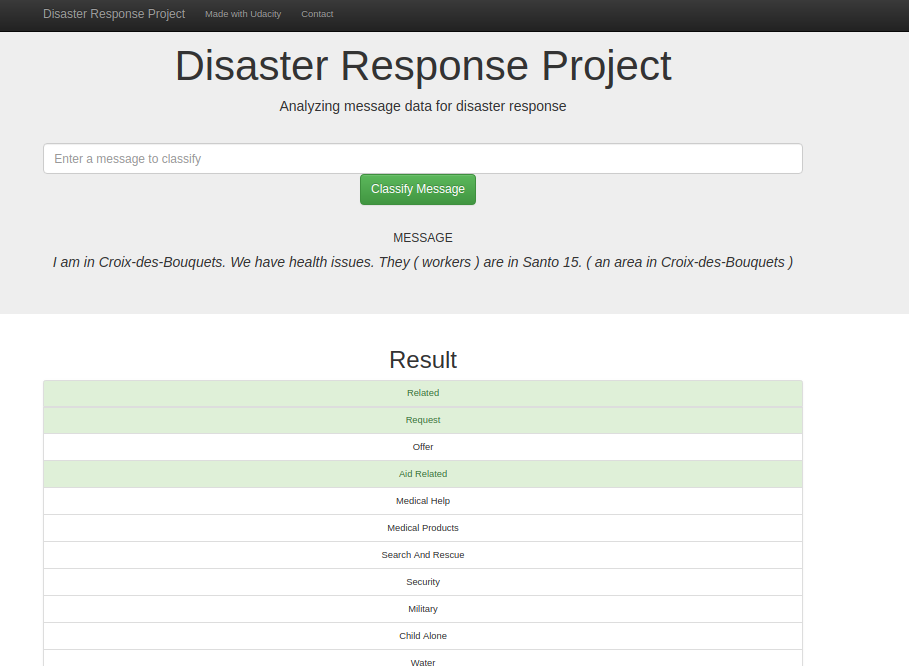 Disaster Response Project Made with Udacity Contact
Disaster Response Project
Analyzing message data for disaster response
Enter a message to classify
Classify Message
MESSAGE
I am in Croix-des-Bouquets. We have health issues. They ( workers ) are in Santo 15. ( an area in Croix-des-Bouquets )
Result
Related
Request
Offer
Aid Related
Medical Help
Medical Products
Search And Rescue
Security
Military
Child Alone
Water